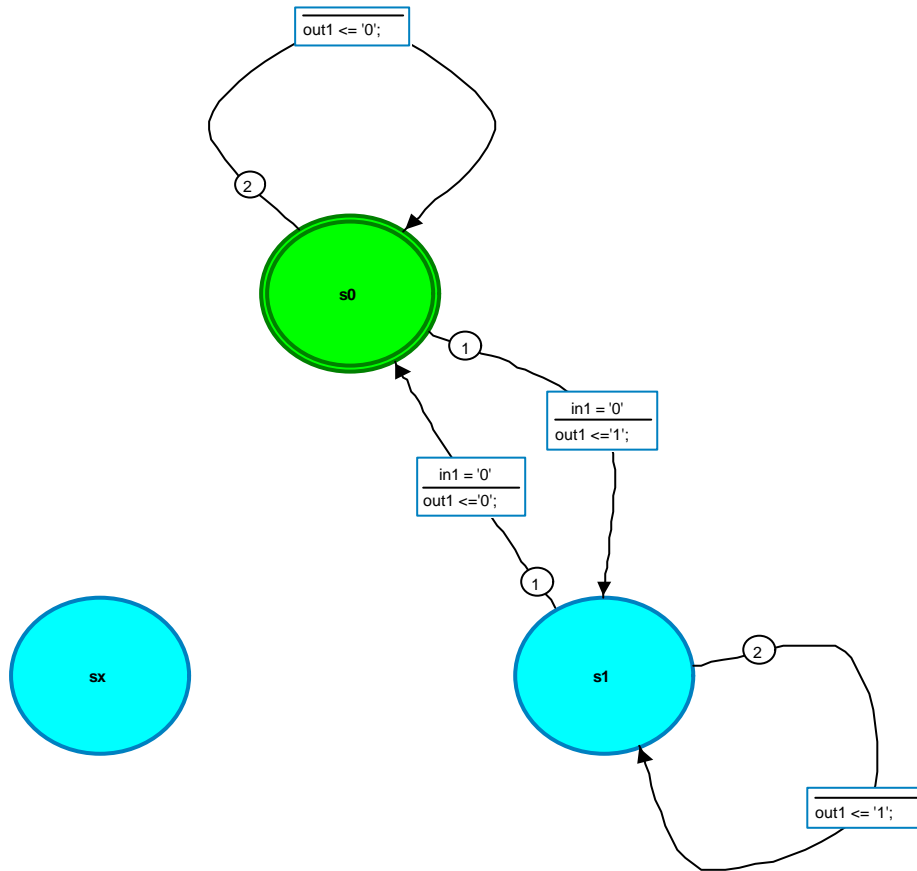 out1 <= '0';
2
s0
1
in1 = '0'
out1 <='1';
in1 = '0'
out1 <='0';
1
sx
s1
2
out1 <= '1';